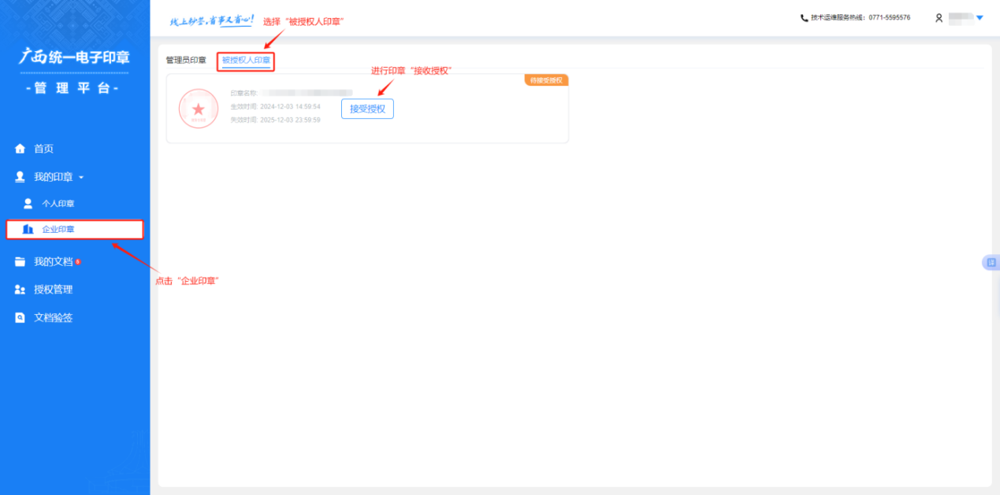 广西统一电子印章
-管 理 平 台-
首页
我的印章
个人印章
企业印章
我的文档
授权管理
文档验签
点击“企业印章”
线上秒签,省事又省心!
选择“被授权人印章”
技术运维服务热线: 0771-5595576
管理员印章
被授权人印章
进行印章“接收授权”
待接受授权
印章名称:
生效时间: 2024-12-03 14:59:54
失效时间: 2025-12-03 23:59:59
接受授权